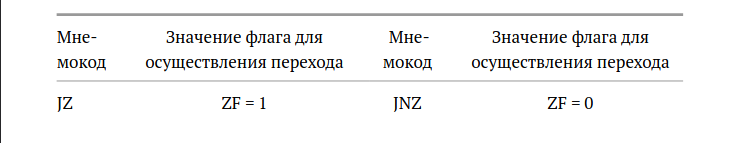 Мне- Значение флага для Мне- Значение флага для
мокод осуществления перехода мокод осуществления перехода
JZ ZF = 1 JNZ ZF = 0